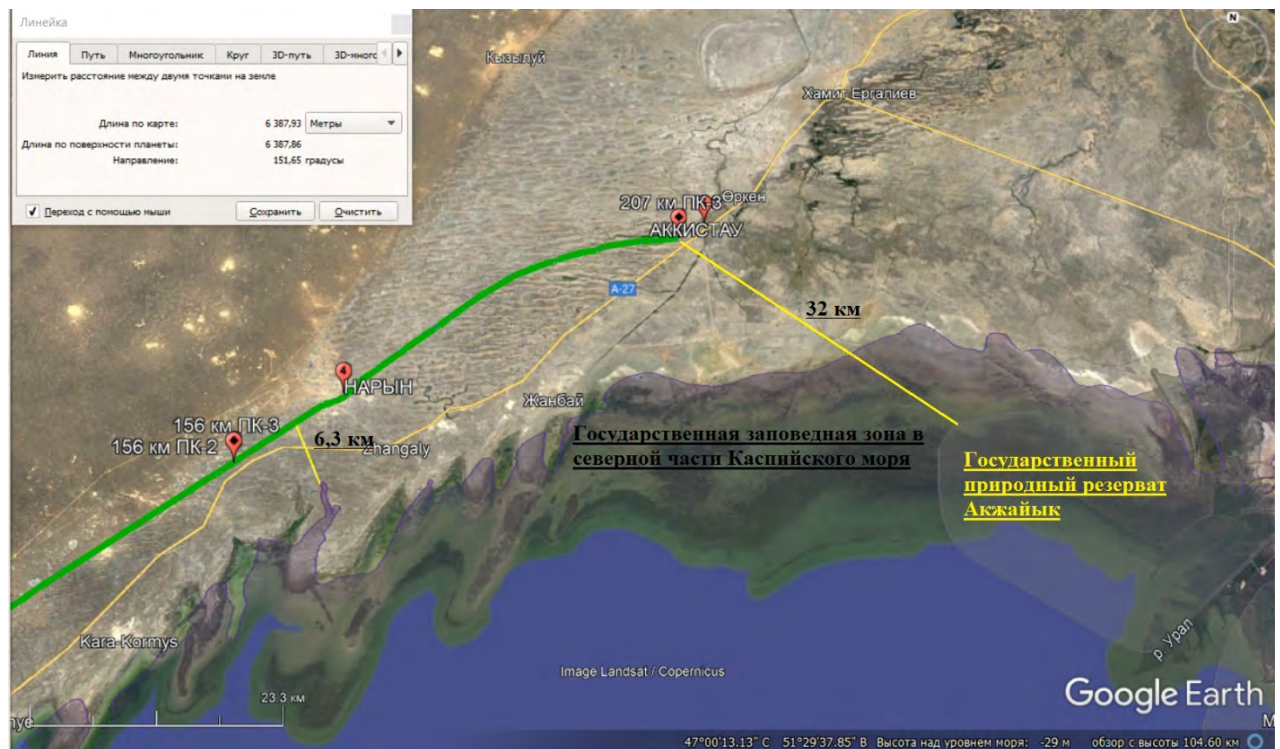 Линейка
Линия Путь Многоугольник Круг 3D-путь 3D-многс
Измерить расстояние между двумя точками на земле
Длина по карте: 6 387,93 Метры
Длина по поверхности планеты: 6 387,86
Направление: 151,65 градусы
Переход с помощью мыши Сохранить Очистить
N
Кызылуй
Хамит Ергалиев
207 км ПК-3
Өркен
АККИСТАУ
A-27
32 км
4
НАРЫН
Жанбай
156 км ПК-3
156 км ПК-2
6,3 км
Zhangaly
Государственная заповедная зона в
северной части Каспийского моря
Государственный
природный резерват
Акжайык
Kara-Kormys
р. Урал
Image Landsat / Copernicus
23.3 км
Google Earth
47°00'13.13" С 51°29'37.85" В Высота над уровнем моря: -29 м обзор с высоты 104.60 км